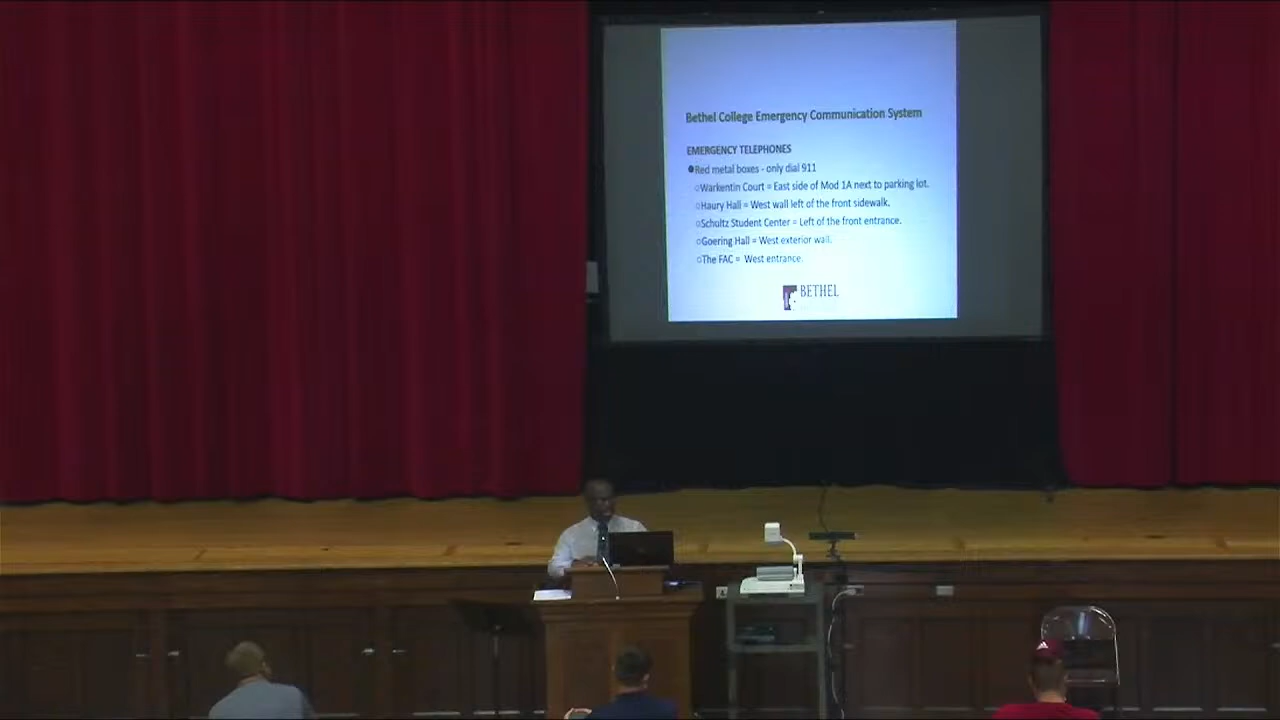 Bethel College Emergency Communication System
EMERGENCY TELEPHONES
●Red metal boxes - only dial 911
○Warkentin Court = East side of Mod 1A next to parking lot.
○Haury Hall = West wall left of the front sidewalk.
○Schultz Student Center = Left of the front entrance.
○Goering Hall = West exterior wall.
○The FAC = West entrance.
BETHEL